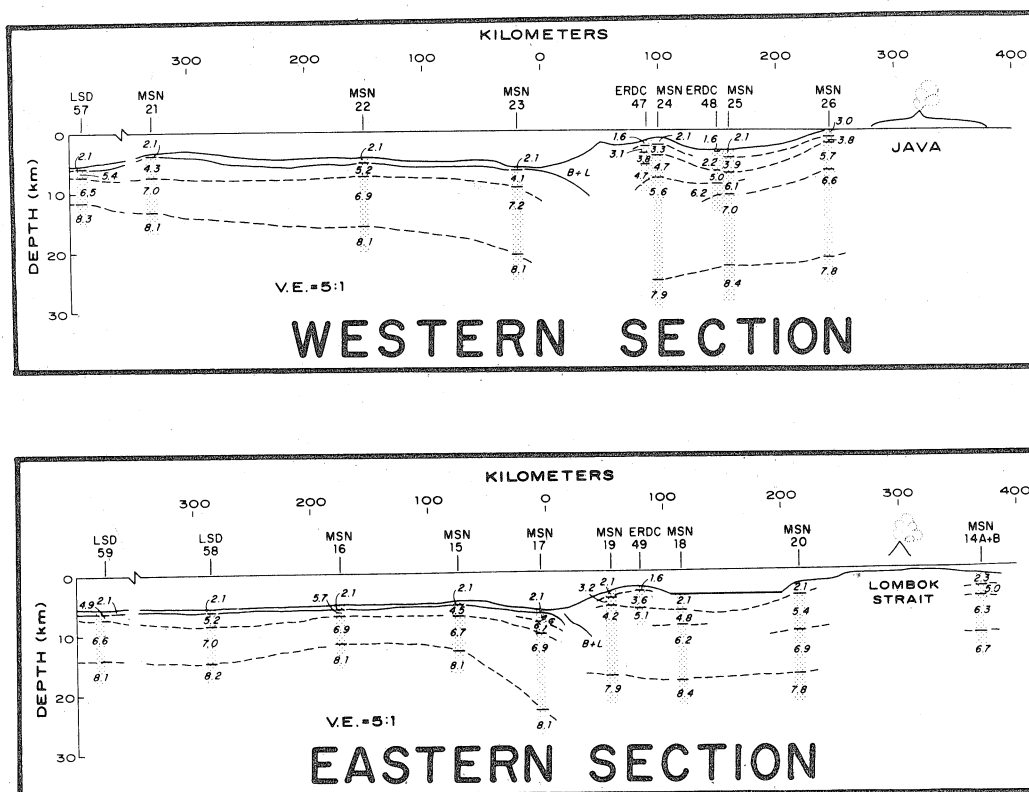 KILOMETERS
300 200 100 0 100 200 300 400
LSD 57
MSN 21
MSN 22
MSN 23
ERDC 47
MSN 24
ERDC 48
MSN 25
MSN 26
DEPTH (km)
0
10
20
30
2.1 2.1 2.1 2.1 1.6 2.1 1.6 2.1 3.0
5.4 4.3 5.2 4.1 B+L 3.1 3.8 3.3 2.2 3.9 3.8
6.5 7.0 6.9 7.2 4.7 4.7 5.0 6.1 5.7
8.3 8.1 8.1 8.1 5.6 6.2 7.0 6.6
7.9 8.4 7.8
JAVA
V.E.=5:1
WESTERN SECTION
KILOMETERS
300 200 100 0 100 200 300 400
LSD 59
LSD 58
MSN 16
MSN 15
MSN 17
MSN 19
ERDC 49
MSN 18
MSN 20
MSN 14A+B
DEPTH (km)
0
10
20
30
4.9 2.1 2.1 5.7 2.1 2.1 2.1 3.2 2.1 1.6 2.1 2.1 2.3
5.2 4.5 B+L 4.2 3.6 4.8 5.4 5.0
6.6 7.0 6.9 6.7 6.9 5.1 6.2 6.9 6.3
8.1 8.2 8.1 8.1 8.1 7.9 8.4 7.8 6.7
LOMBOK
STRAIT
V.E.=5:1
EASTERN SECTION